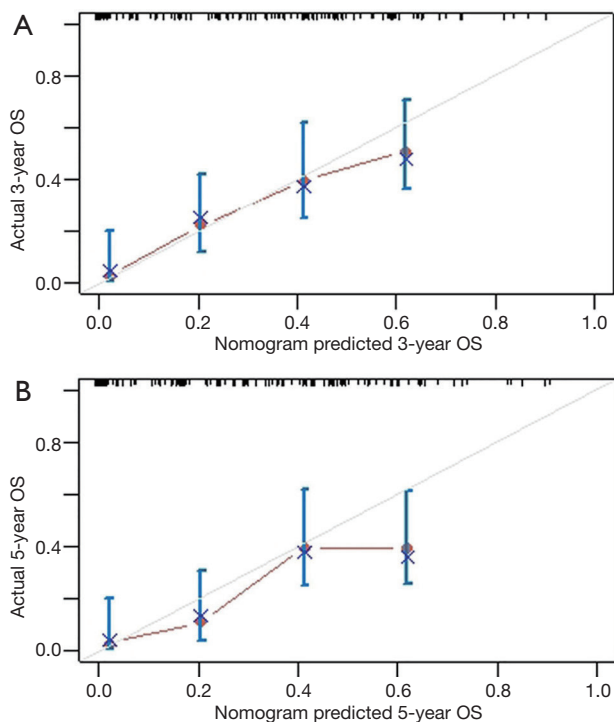 A
Actual 3-year OS
0.8
0.4
0.0
0.0 0.2 0.4 0.6 0.8 1.0
Nomogram predicted 3-year OS
B
Actual 5-year OS
0.8
0.4
0.0
0.0 0.2 0.4 0.6 0.8 1.0
Nomogram predicted 5-year OS